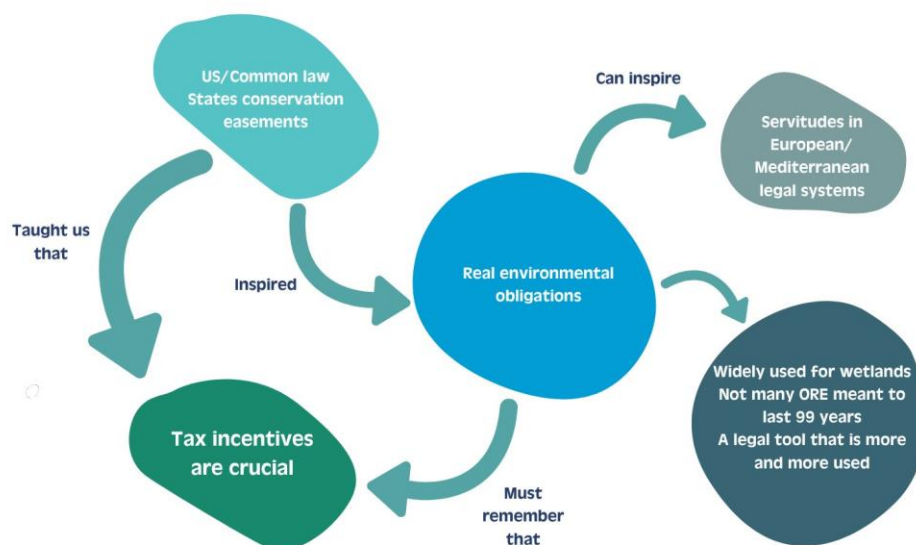 US/Common law
States conservation
easements
Can inspire
Servitudes in
European/
Mediterranean
legal systems
Taught us
that
Inspired
Real environmental
obligations
Widely used for wetlands
Not many ORE meant to
last 99 years
A legal tool that is more
and more used
Tax incentives
are crucial
Must
remember
that